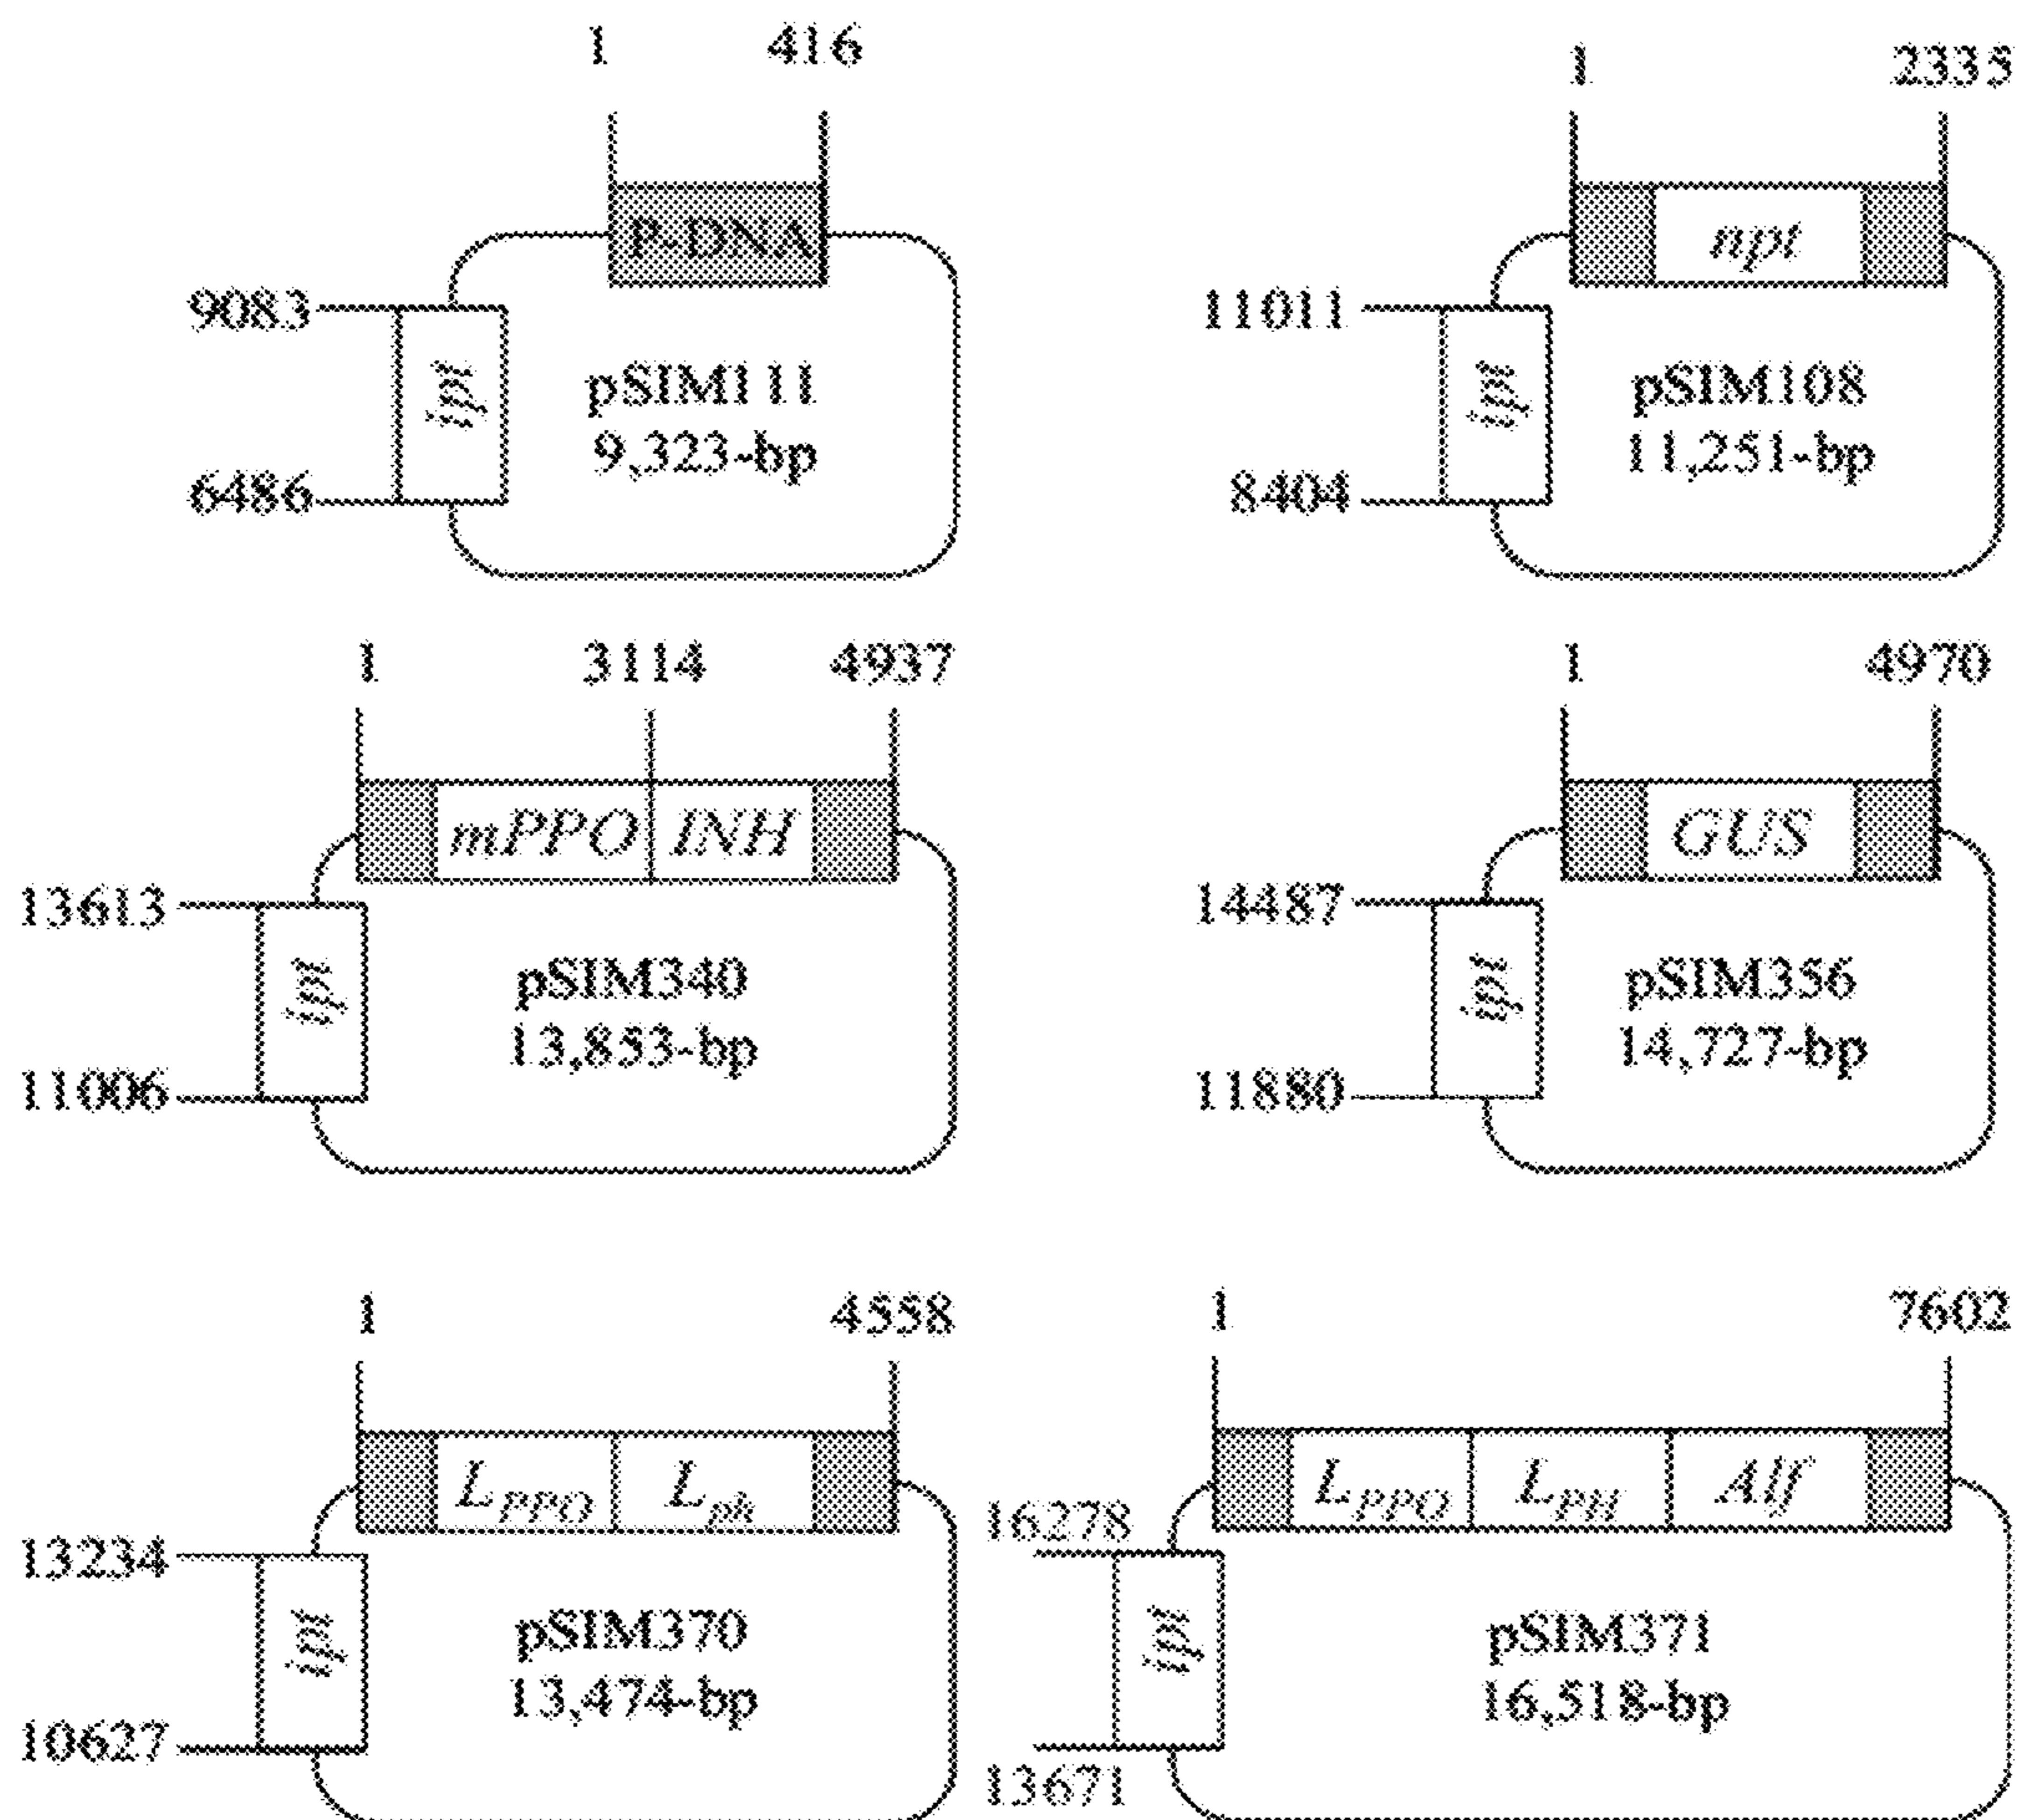 1 416
P-DNA
9083
ipt
6486
pSIM111
9,323-bp
1 2335
npt
11011
ipt
8404
pSIM108
11,251-bp
1 3114 4937
mPPO INH
13613
ipt
11006
pSIM340
13,853-bp
1 4970
GUS
14487
ipt
11880
pSIM356
14,727-bp
1 4558
LPPO Lph
13234
ipt
10627
pSIM370
13,474-bp
1 7602
LPPO LPH Alf
16278
ipt
13671
pSIM371
16,518-bp